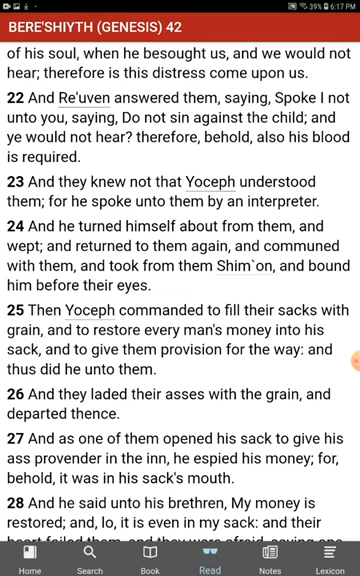 39% 6:17 PM
BERE'SHIYTH (GENESIS) 42
of his soul, when he besought us, and we would not
hear; therefore is this distress come upon us.
22 And Re'uven answered them, saying, Spoke I not
unto you, saying, Do not sin against the child; and
ye would not hear? therefore, behold, also his blood
is required.
23 And they knew not that Yoceph understood
them; for he spoke unto them by an interpreter.
24 And he turned himself about from them, and
wept; and returned to them again, and communed
with them, and took from them Shim`on, and bound
him before their eyes.
25 Then Yoceph commanded to fill their sacks with
grain, and to restore every man's money into his
sack, and to give them provision for the way: and
thus did he unto them.
26 And they laded their asses with the grain, and
departed thence.
27 And as one of them opened his sack to give his
ass provender in the inn, he espied his money; for,
behold, it was in his sack's mouth.
28 And he said unto his brethren, My money is
restored; and, lo, it is even in my sack: and their
heart failed them, and they were afraid, saying one
Home Search Book Read Notes Lexicon